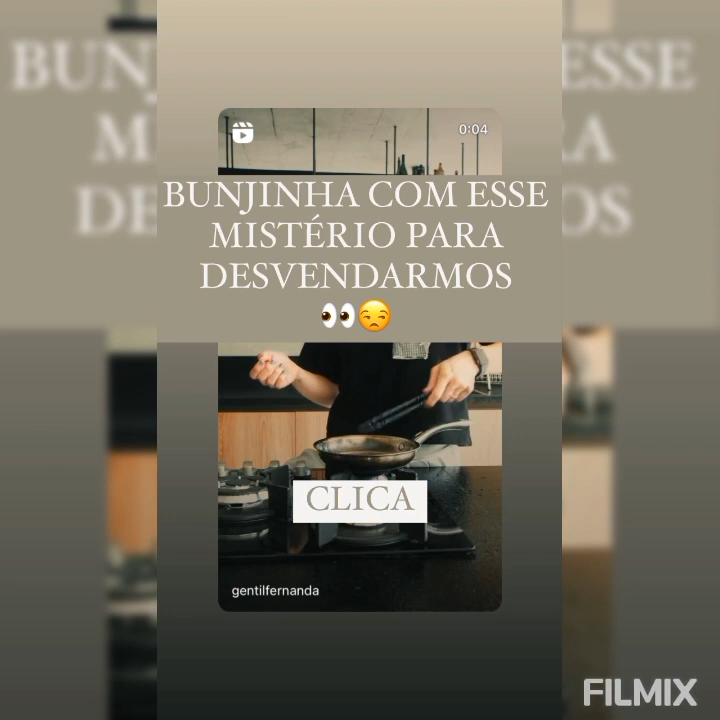 0:04
BUNJINHA COM ESSE
MISTÉRIO PARA
DESVENDARMOS
👀😒
CLICA
gentilfernanda
FILMIX